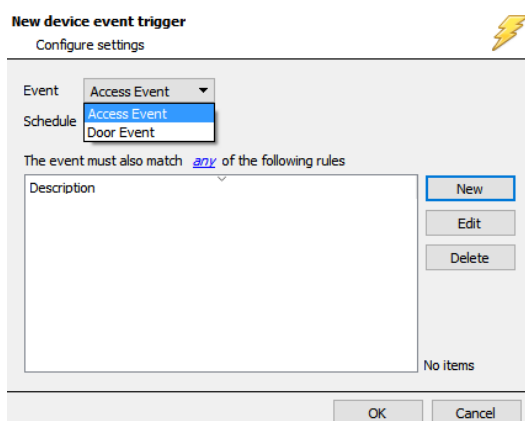 New device event trigger
Configure settings
Event Access Event
Access Event
Schedule
Door Event
The event must also match any of the following rules
Description
New
Edit
Delete
No items
OK Cancel